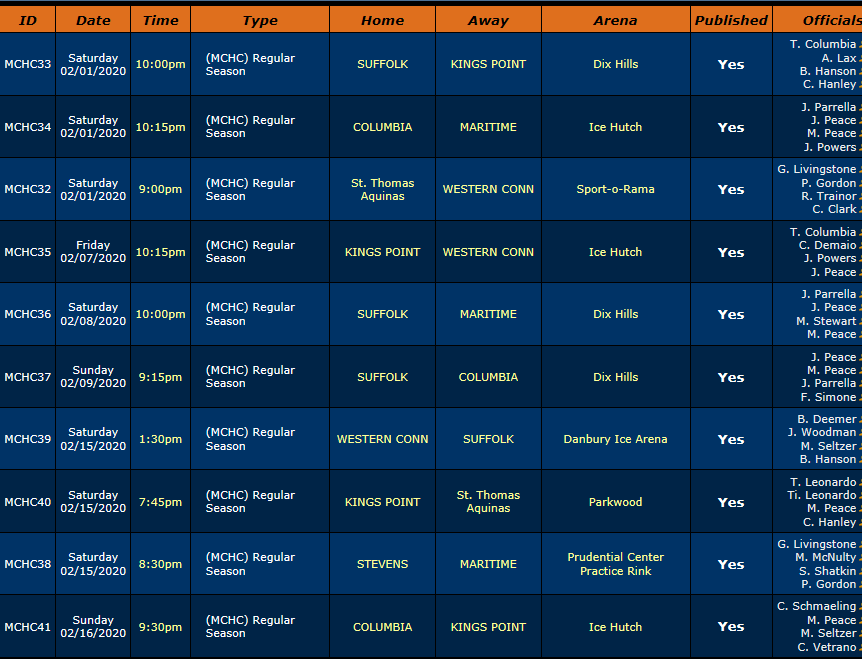 ID Date Time Type Home Away Arena Published Officials
MCHC33 Saturday 02/01/2020 10:00pm (MCHC) Regular Season SUFFOLK KINGS POINT Dix Hills Yes T. Columbia A. Lax B. Hanson C. Hanley
MCHC34 Saturday 02/01/2020 10:15pm (MCHC) Regular Season COLUMBIA MARITIME Ice Hutch Yes J. Parrella J. Peace M. Peace J. Powers
MCHC32 Saturday 02/01/2020 9:00pm (MCHC) Regular Season St. Thomas Aquinas WESTERN CONN Sport-o-Rama Yes G. Livingstone P. Gordon R. Trainor C. Clark
MCHC35 Friday 02/07/2020 10:15pm (MCHC) Regular Season KINGS POINT WESTERN CONN Ice Hutch Yes T. Columbia C. Demaio J. Powers J. Peace
MCHC36 Saturday 02/08/2020 10:00pm (MCHC) Regular Season SUFFOLK MARITIME Dix Hills Yes J. Parrella J. Peace M. Stewart M. Peace
MCHC37 Sunday 02/09/2020 9:15pm (MCHC) Regular Season SUFFOLK COLUMBIA Dix Hills Yes J. Peace M. Peace J. Parrella F. Simone
MCHC39 Saturday 02/15/2020 1:30pm (MCHC) Regular Season WESTERN CONN SUFFOLK Danbury Ice Arena Yes B. Deemer J. Woodman M. Seltzer B. Hanson
MCHC40 Saturday 02/15/2020 7:45pm (MCHC) Regular Season KINGS POINT St. Thomas Aquinas Parkwood Yes T. Leonardo Ti. Leonardo M. Peace C. Hanley
MCHC38 Saturday 02/15/2020 8:30pm (MCHC) Regular Season STEVENS MARITIME Prudential Center Practice Rink Yes G. Livingstone M. McNulty S. Shatkin P. Gordon
MCHC41 Sunday 02/16/2020 9:30pm (MCHC) Regular Season COLUMBIA KINGS POINT Ice Hutch Yes C. Schmaeling M. Peace M. Seltzer C. Vetrano